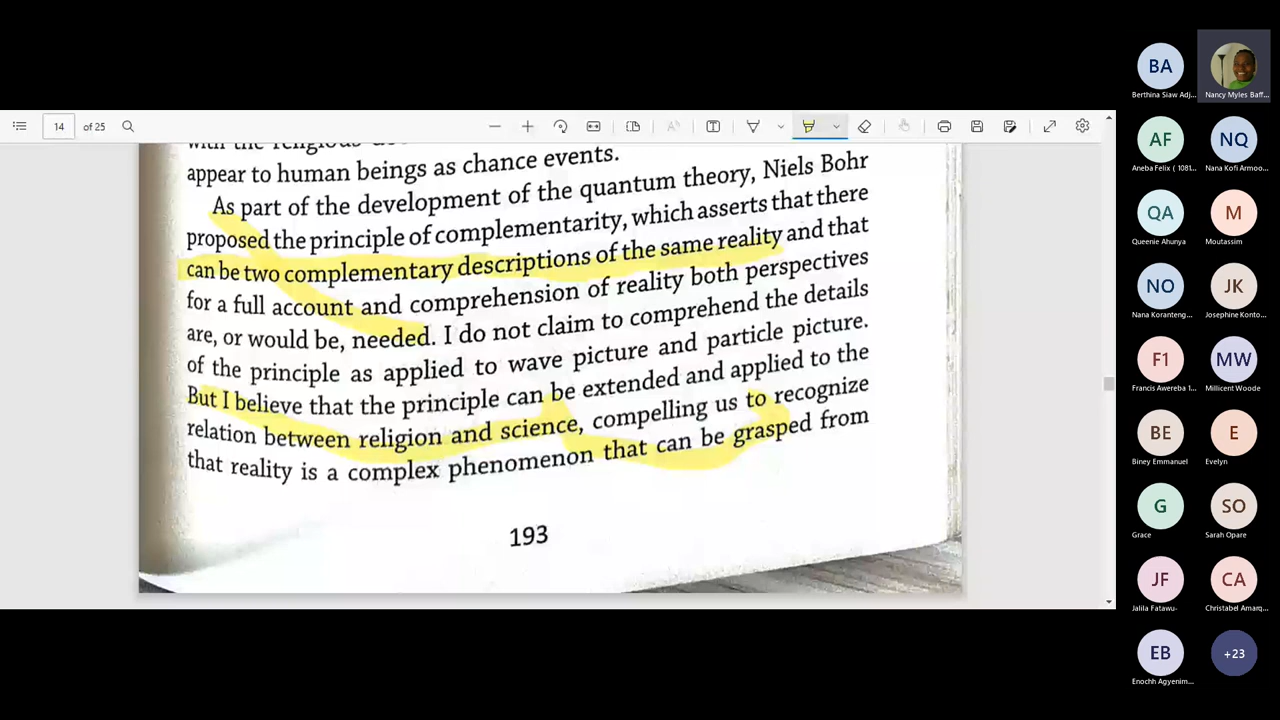 14 of 25
appear to human beings as chance events.
As part of the development of the quantum theory, Niels Bohr
proposed the principle of complementarity, which asserts that there
can be two complementary descriptions of the same reality and that
for a full account and comprehension of reality both perspectives
are, or would be, needed. I do not claim to comprehend the details
of the principle as applied to wave picture and particle picture.
But I believe that the principle can be extended and applied to the
relation between religion and science, compelling us to recognize
that reality is a complex phenomenon that can be grasped from
193
BA
Berthina Siaw Adj...
Nancy Myles Baff...
AF
Aneba Felix ( 1081...
NQ
Nana Kofi Armoo...
QA
Queenie Ahunya
M
Moutassim
NO
Nana Koranteng...
JK
Josephine Konto...
F1
Francis Awereba 1...
MW
Millicent Woode
BE
Biney Emmanuel
E
Evelyn
G
Grace
SO
Sarah Opare
JF
Jalila Fatawu-
CA
Christabel Amarq...
EB
Enochh Agyenim...
+23